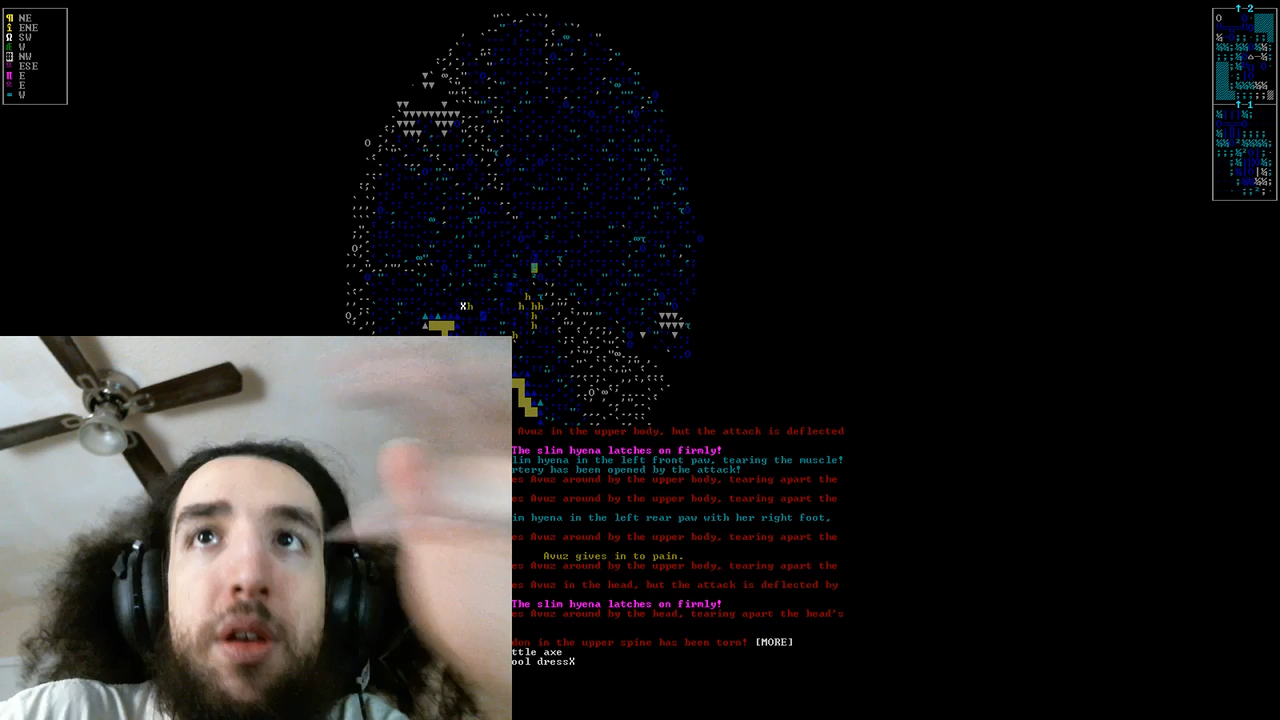 NE
ENE
SW
W
NW
ESE
E
E
W
↑-2
↑-1
Avuz in the upper body, but the attack is deflected
The slim hyena latches on firmly!
lim hyena in the left front paw, tearing the muscle!
rtery has been opened by the attack!
es Avuz around by the upper body, tearing apart the
es Avuz around by the upper body, tearing apart the
im hyena in the left rear paw with her right foot,
es Avuz around by the upper body, tearing apart the
Avuz gives in to pain.
es Avuz around by the upper body, tearing apart the
es Avuz in the head, but the attack is deflected by
The slim hyena latches on firmly!
es Avuz around by the head, tearing apart the head's
don in the upper spine has been torn! [MORE]
ttle axe
ool dressX